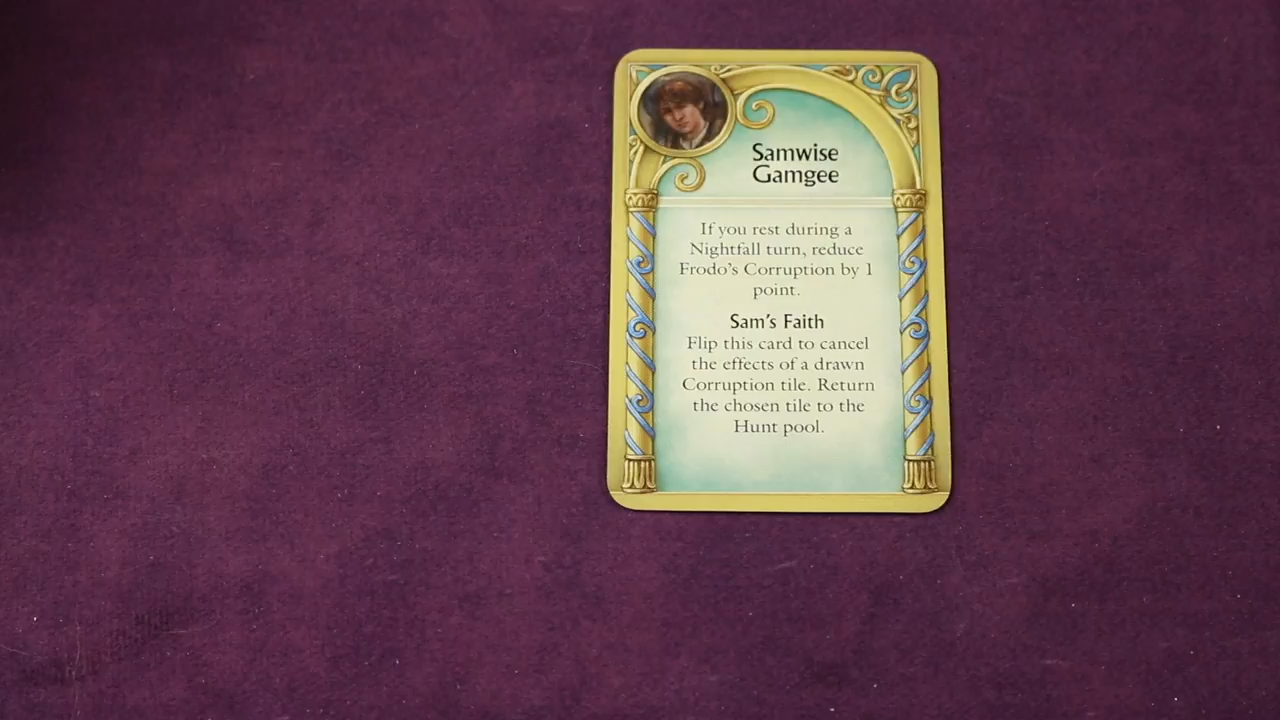 Samwise
Gamgee
If you rest during a
Nightfall turn, reduce
Frodo's Corruption by 1
point.
Sam's Faith
Flip this card to cancel
the effects of a drawn
Corruption tile. Return
the chosen tile to the
Hunt pool.